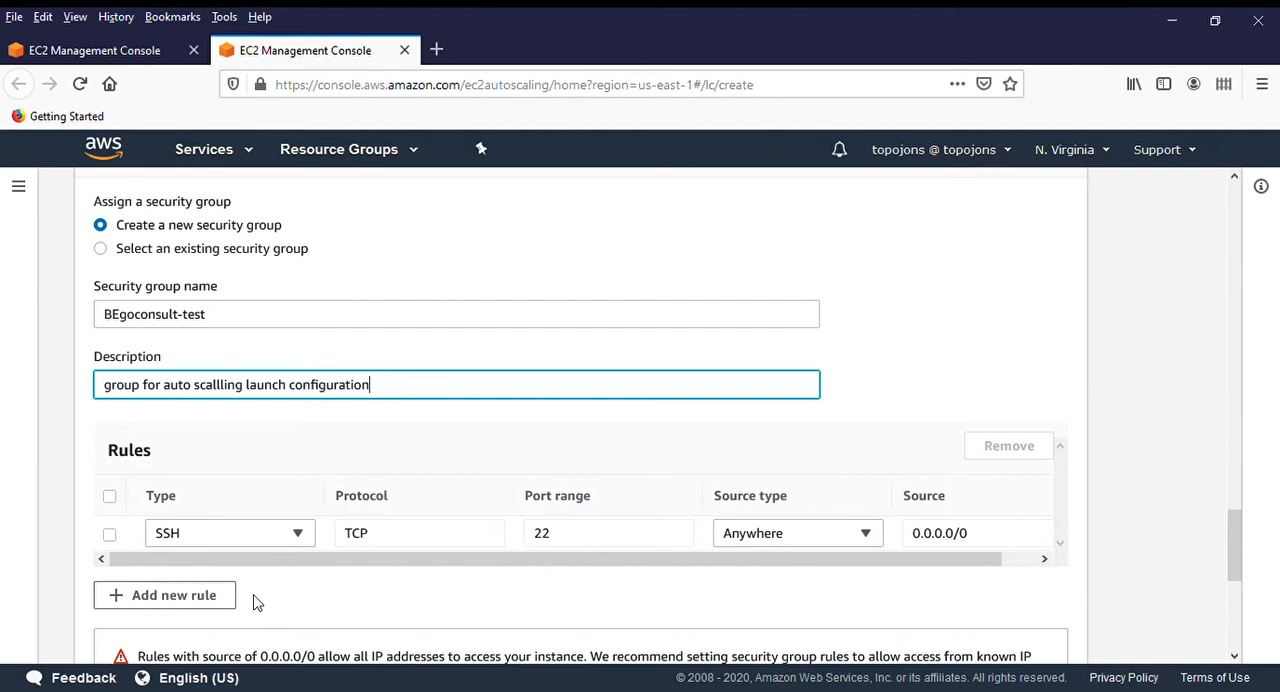 File Edit View History Bookmarks Tools Help
EC2 Management Console EC2 Management Console
https://console.aws.amazon.com/ec2autoscaling/home?region=us-east-1#/lc/create
Getting Started
aws Services Resource Groups topojons @ topojons N. Virginia Support
Assign a security group
Create a new security group
Select an existing security group
Security group name
BEgoconsult-test
Description
group for auto scallling launch configuration
Rules Remove
Type Protocol Port range Source type Source
SSH TCP 22 Anywhere 0.0.0.0/0
+ Add new rule
Rules with source of 0.0.0.0/0 allow all IP addresses to access your instance. We recommend setting security group rules to allow access from known IP
Feedback English (US) © 2008 - 2020, Amazon Web Services, Inc. or its affiliates. All rights reserved. Privacy Policy Terms of Use